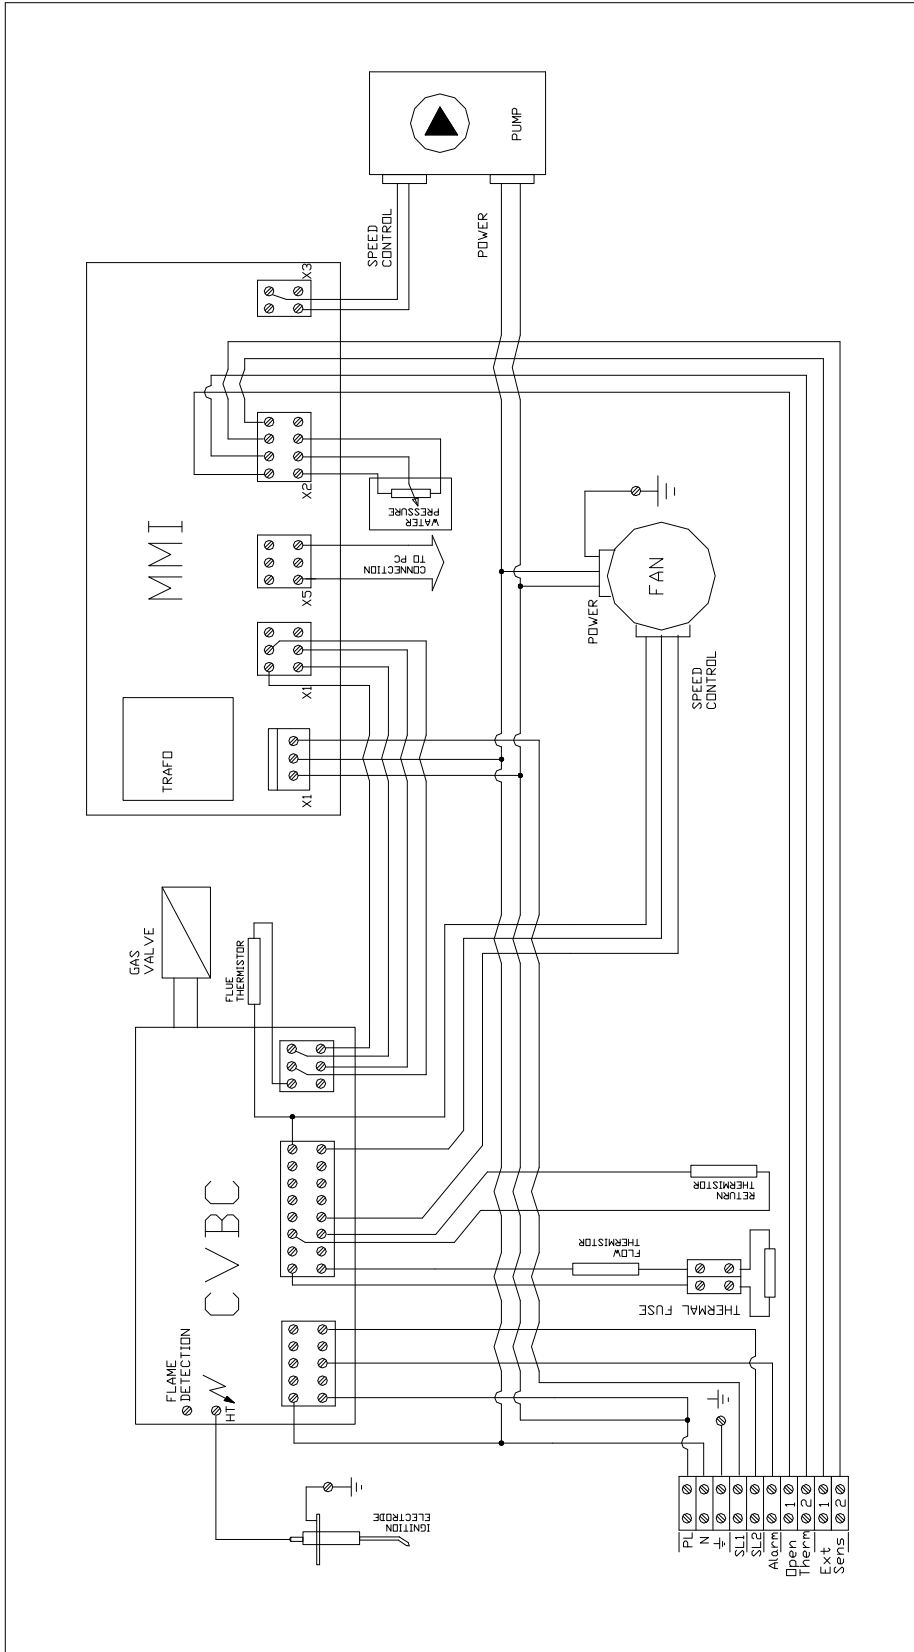 PUMP
SPEED
CONTROL
POWER
X3
X2
WATER
PRESSURE
MMI
X5
CONNECTION
TO PC
X1
TRAFO
X1
POWER
FAN
SPEED
CONTROL
GAS
VALVE
FLUE
THERMISTOR
CVBC
RETURN
THERMISTOR
FLOW
THERMISTOR
THERMAL FUSE
FLAME
DETECTION
HT
IGNITION
ELECTRODE
PL
N
SL1
SL2
Alarm
Open 1
Therm 2
Ext 1
Sens 2